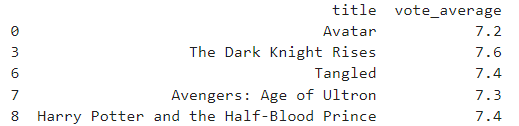 title vote_average
0 Avatar 7.2
3 The Dark Knight Rises 7.6
6 Tangled 7.4
7 Avengers: Age of Ultron 7.3
8 Harry Potter and the Half-Blood Prince 7.4